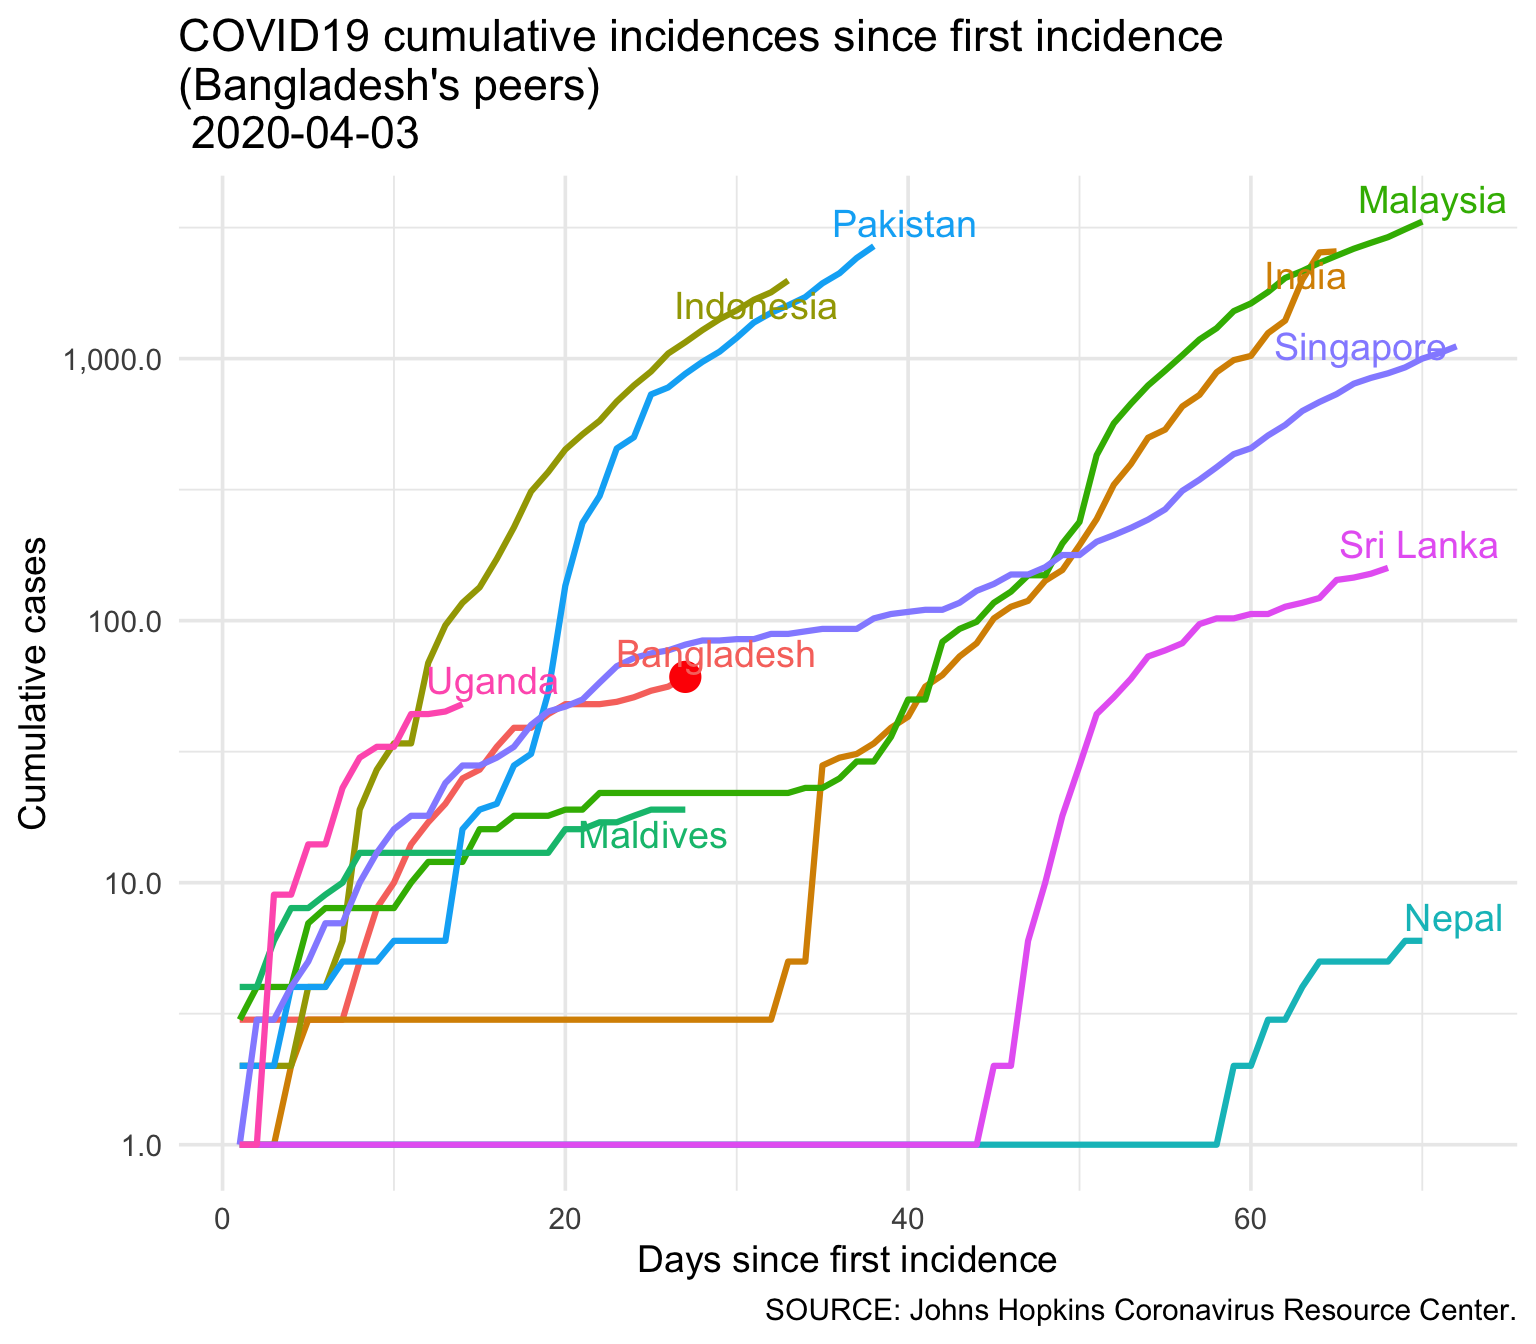 COVID19 cumulative incidences since first incidence
(Bangladesh's peers)
2020-04-03
Malaysia
Pakistan
India
Indonesia
Singapore
1,000.0
Sri Lanka
100.0
Bangladesh
Uganda
Maldives
10.0
Nepal
1.0
Cumulative cases
0 20 40 60
Days since first incidence
SOURCE: Johns Hopkins Coronavirus Resource Center.